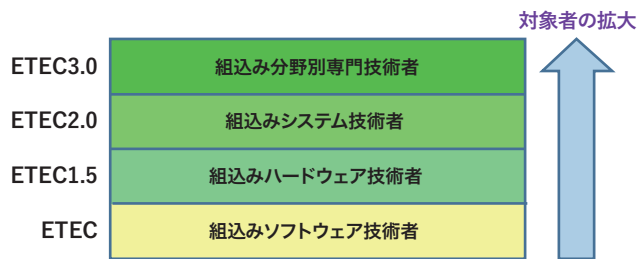 対象者の拡大
ETEC3.0 組込み分野別専門技術者
ETEC2.0 組込みシステム技術者
ETEC1.5 組込みハードウェア技術者
ETEC 組込みソフトウェア技術者